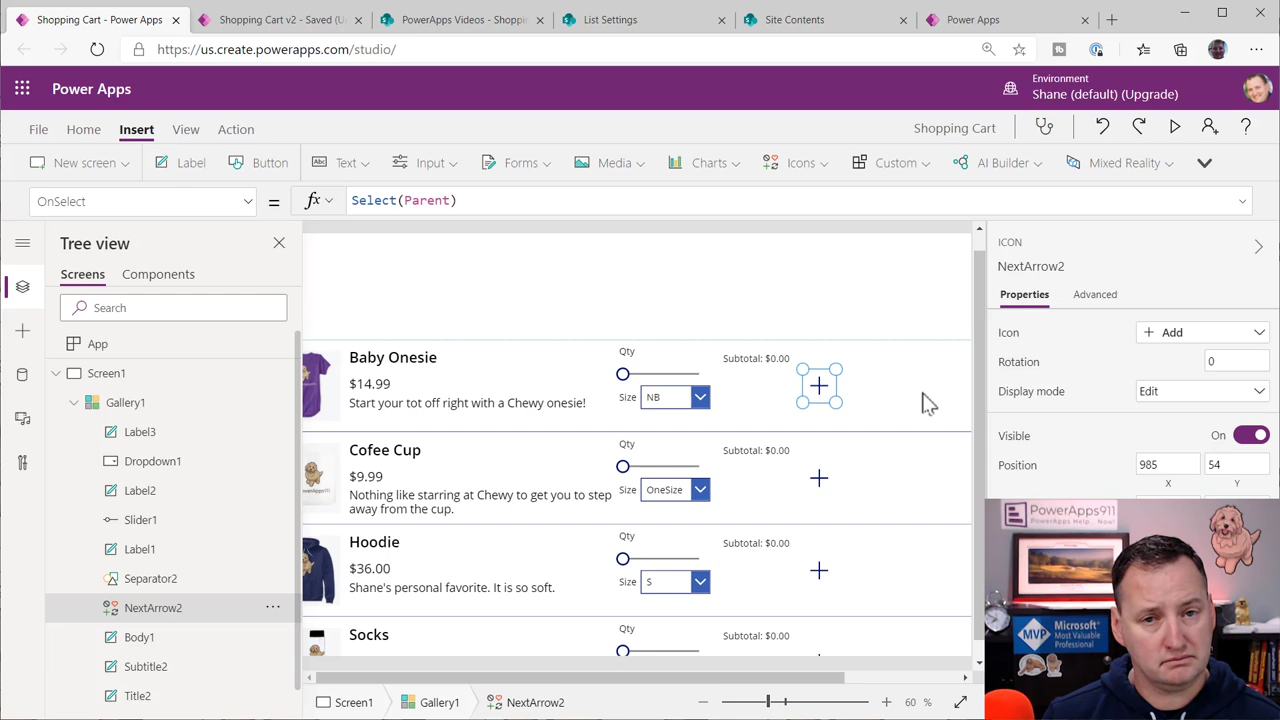 Shopping Cart - Power Apps
Shopping Cart v2 - Saved (U
PowerApps Videos - Shoppin
List Settings
Site Contents
Power Apps
https://us.create.powerapps.com/studio/
Power Apps
Environment
Shane (default) (Upgrade)
File
Home
Insert
View
Action
Shopping Cart
New screen
Label
Button
Text
Input
Forms
Media
Charts
Icons
Custom
AI Builder
Mixed Reality
OnSelect
=
fx
Select(Parent)
Tree view
Screens
Components
Search
App
Screen1
Gallery1
Label3
Dropdown1
Label2
Slider1
Label1
Separator2
NextArrow2
Body1
Subtitle2
Title2
Baby Onesie
$14.99
Start your tot off right with a Chewy onesie!
Qty
Size
NB
Subtotal: $0.00
Cofee Cup
$9.99
Nothing like starring at Chewy to get you to step
away from the cup.
Qty
Size
OneSize
Subtotal: $0.00
Hoodie
$36.00
Shane's personal favorite. It is so soft.
Qty
Size
S
Subtotal: $0.00
Socks
Qty
Subtotal: $0.00
ICON
NextArrow2
Properties
Advanced
Icon
Add
Rotation
0
Display mode
Edit
Visible
On
Position
985
54
X
Y
PowerApps911
PowerApps Help... Now!
Microsoft®
Most Valuable
Professional
MVP
Screen1
Gallery1
NextArrow2
60 %